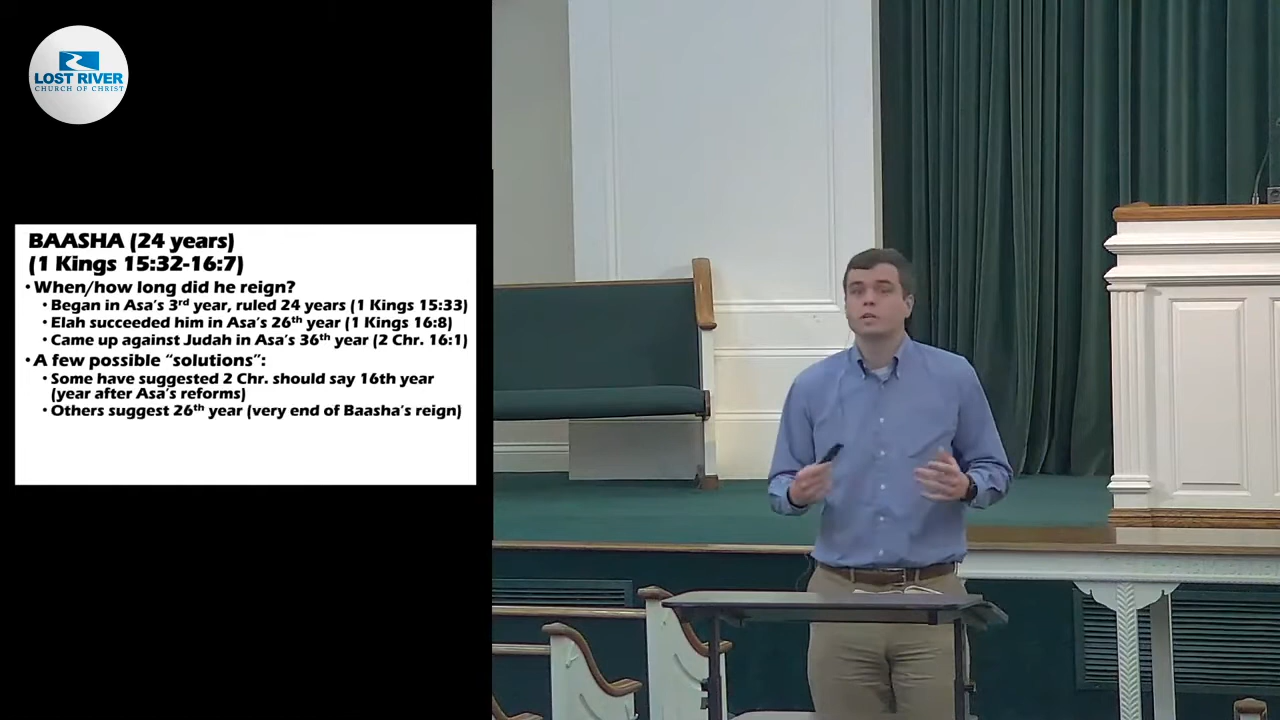 LOST RIVER
CHURCH OF CHRIST
BAASHA (24 years)
(1 Kings 15:32-16:7)
• When/how long did he reign?
• Began in Asa's 3rd year, ruled 24 years (1 Kings 15:33)
• Elah succeeded him in Asa's 26th year (1 Kings 16:8)
• Came up against Judah in Asa's 36th year (2 Chr. 16:1)
• A few possible "solutions":
• Some have suggested 2 Chr. should say 16th year
(year after Asa's reforms)
• Others suggest 26th year (very end of Baasha's reign)